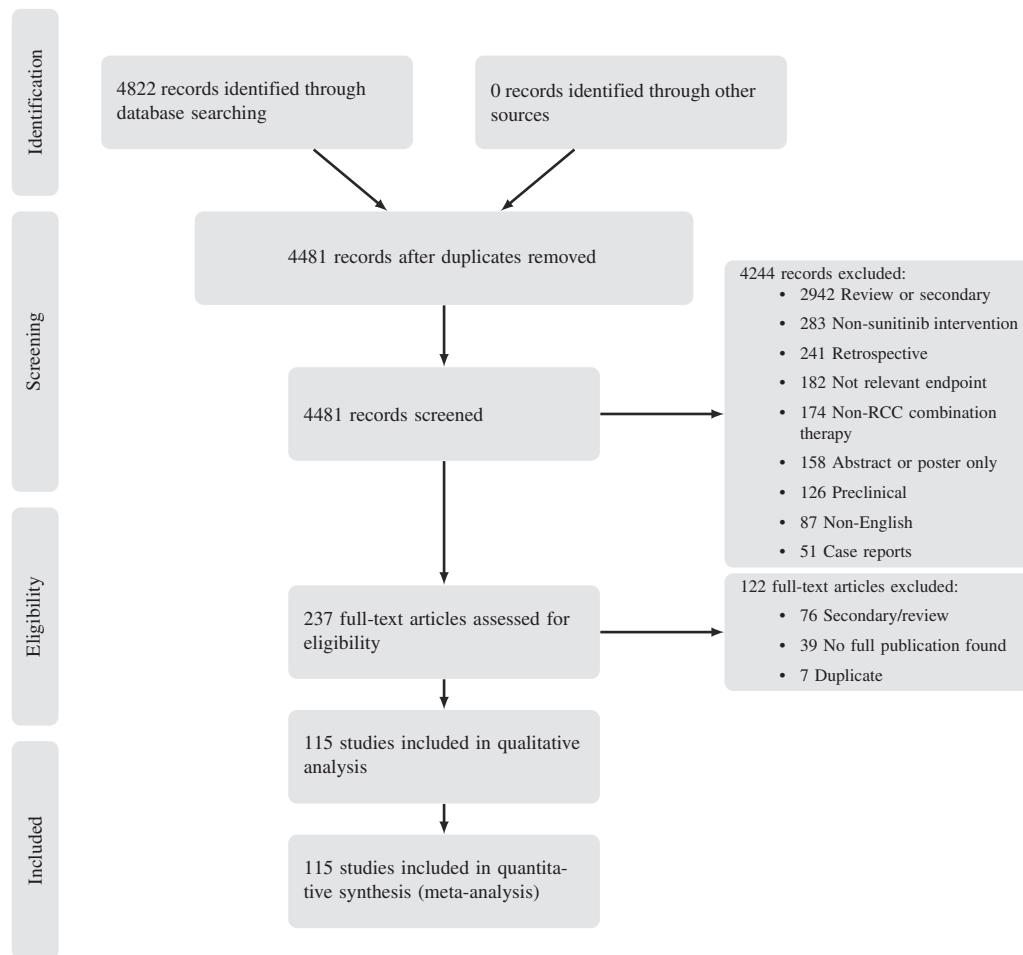 Identification
4822 records identified through
database searching
0 records identified through other
sources
Screening
4481 records after duplicates removed
4481 records screened
4244 records excluded:
• 2942 Review or secondary
• 283 Non-sunitinib intervention
• 241 Retrospective
• 182 Not relevant endpoint
• 174 Non-RCC combination
therapy
• 158 Abstract or poster only
• 126 Preclinical
• 87 Non-English
• 51 Case reports
Eligibility
237 full-text articles assessed for
eligibility
122 full-text articles excluded:
• 76 Secondary/review
• 39 No full publication found
• 7 Duplicate
Included
115 studies included in qualitative
analysis
115 studies included in quantita-
tive synthesis (meta-analysis)